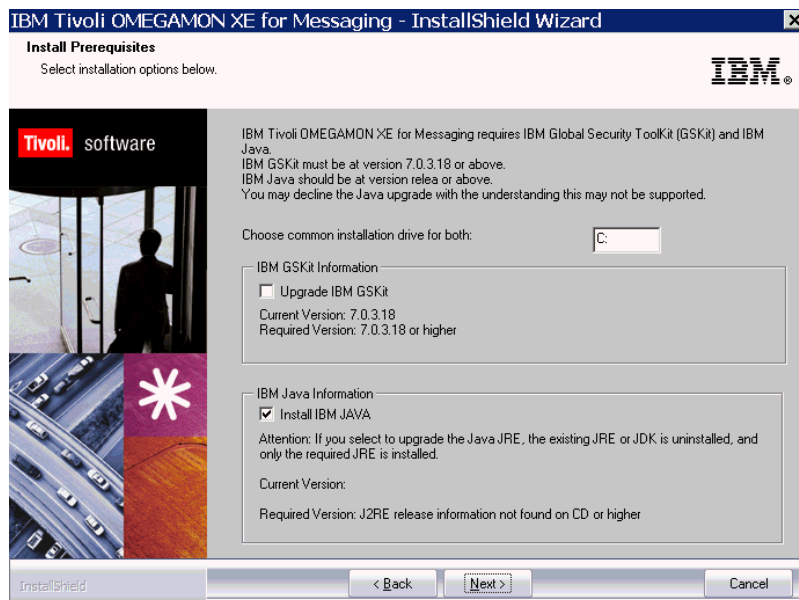 IBM Tivoli OMEGAMON XE for Messaging - InstallShield Wizard
Install Prerequisites
Select installation options below.
IBM®
Tivoli. software
IBM Tivoli OMEGAMON XE for Messaging requires IBM Global Security ToolKit (GSKit) and IBM
Java.
IBM GSKit must be at version 7.0.3.18 or above.
IBM Java should be at version relea or above.
You may decline the Java upgrade with the understanding this may not be supported.
Choose common installation drive for both:
C:
IBM GSKit Information
Upgrade IBM GSKit
Current Version: 7.0.3.18
Required Version: 7.0.3.18 or higher
IBM Java Information
Install IBM JAVA
Attention: If you select to upgrade the Java JRE, the existing JRE or JDK is uninstalled, and
only the required JRE is installed.
Current Version:
Required Version: J2RE release information not found on CD or higher
InstallShield
< Back
Next >
Cancel